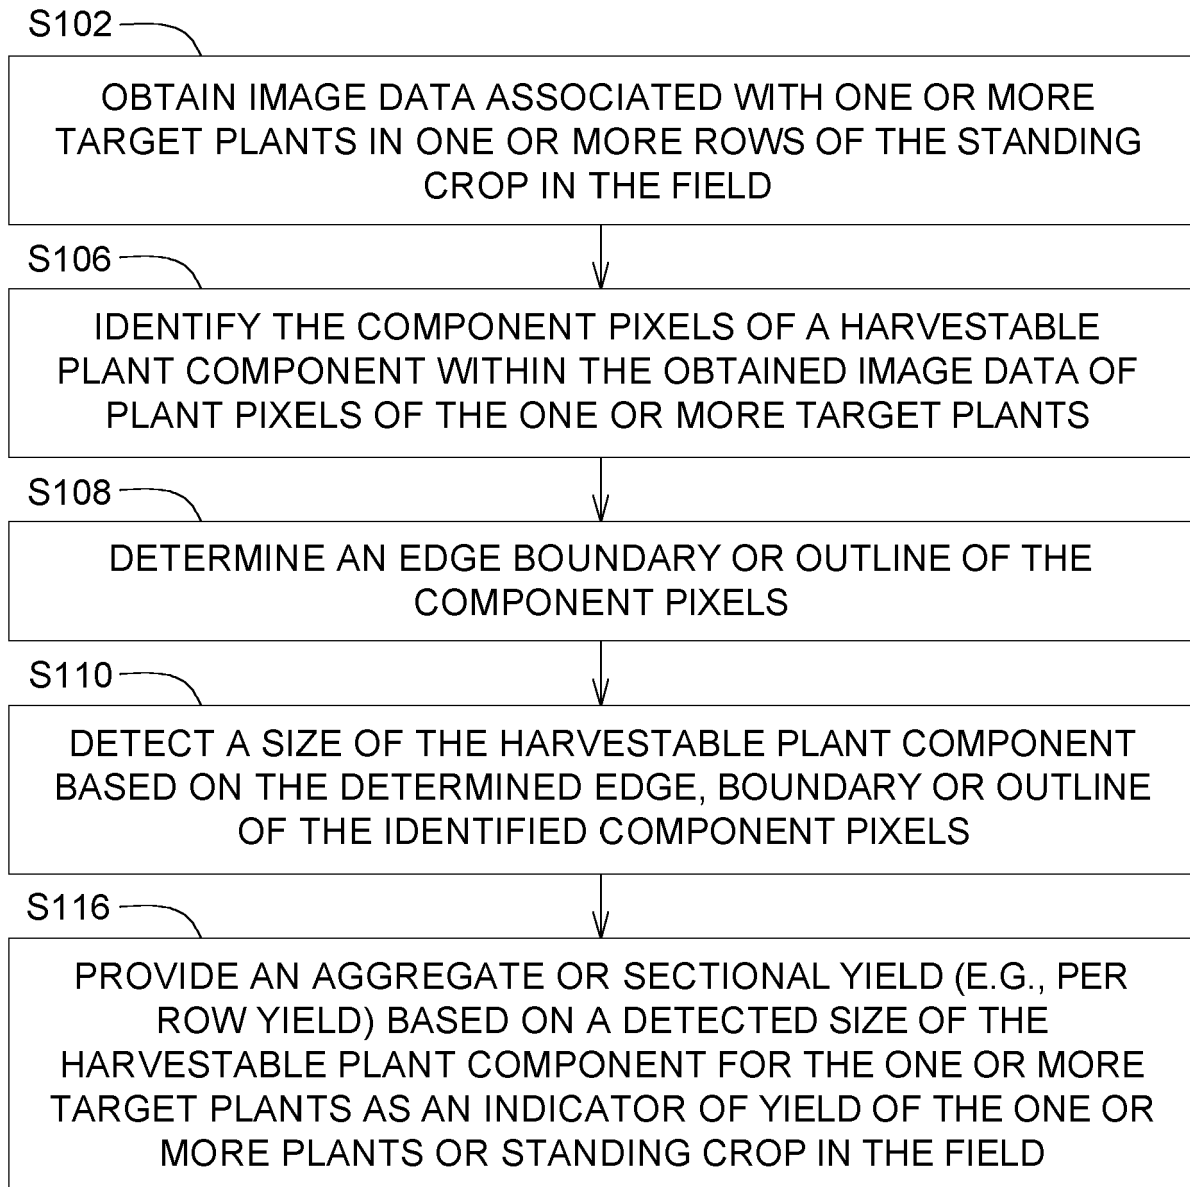 S102
OBTAIN IMAGE DATA ASSOCIATED WITH ONE OR MORE
TARGET PLANTS IN ONE OR MORE ROWS OF THE STANDING
CROP IN THE FIELD
S106
IDENTIFY THE COMPONENT PIXELS OF A HARVESTABLE
PLANT COMPONENT WITHIN THE OBTAINED IMAGE DATA OF
PLANT PIXELS OF THE ONE OR MORE TARGET PLANTS
S108
DETERMINE AN EDGE BOUNDARY OR OUTLINE OF THE
COMPONENT PIXELS
S110
DETECT A SIZE OF THE HARVESTABLE PLANT COMPONENT
BASED ON THE DETERMINED EDGE, BOUNDARY OR OUTLINE
OF THE IDENTIFIED COMPONENT PIXELS
S116
PROVIDE AN AGGREGATE OR SECTIONAL YIELD (E.G., PER
ROW YIELD) BASED ON A DETECTED SIZE OF THE
HARVESTABLE PLANT COMPONENT FOR THE ONE OR MORE
TARGET PLANTS AS AN INDICATOR OF YIELD OF THE ONE OR
MORE PLANTS OR STANDING CROP IN THE FIELD